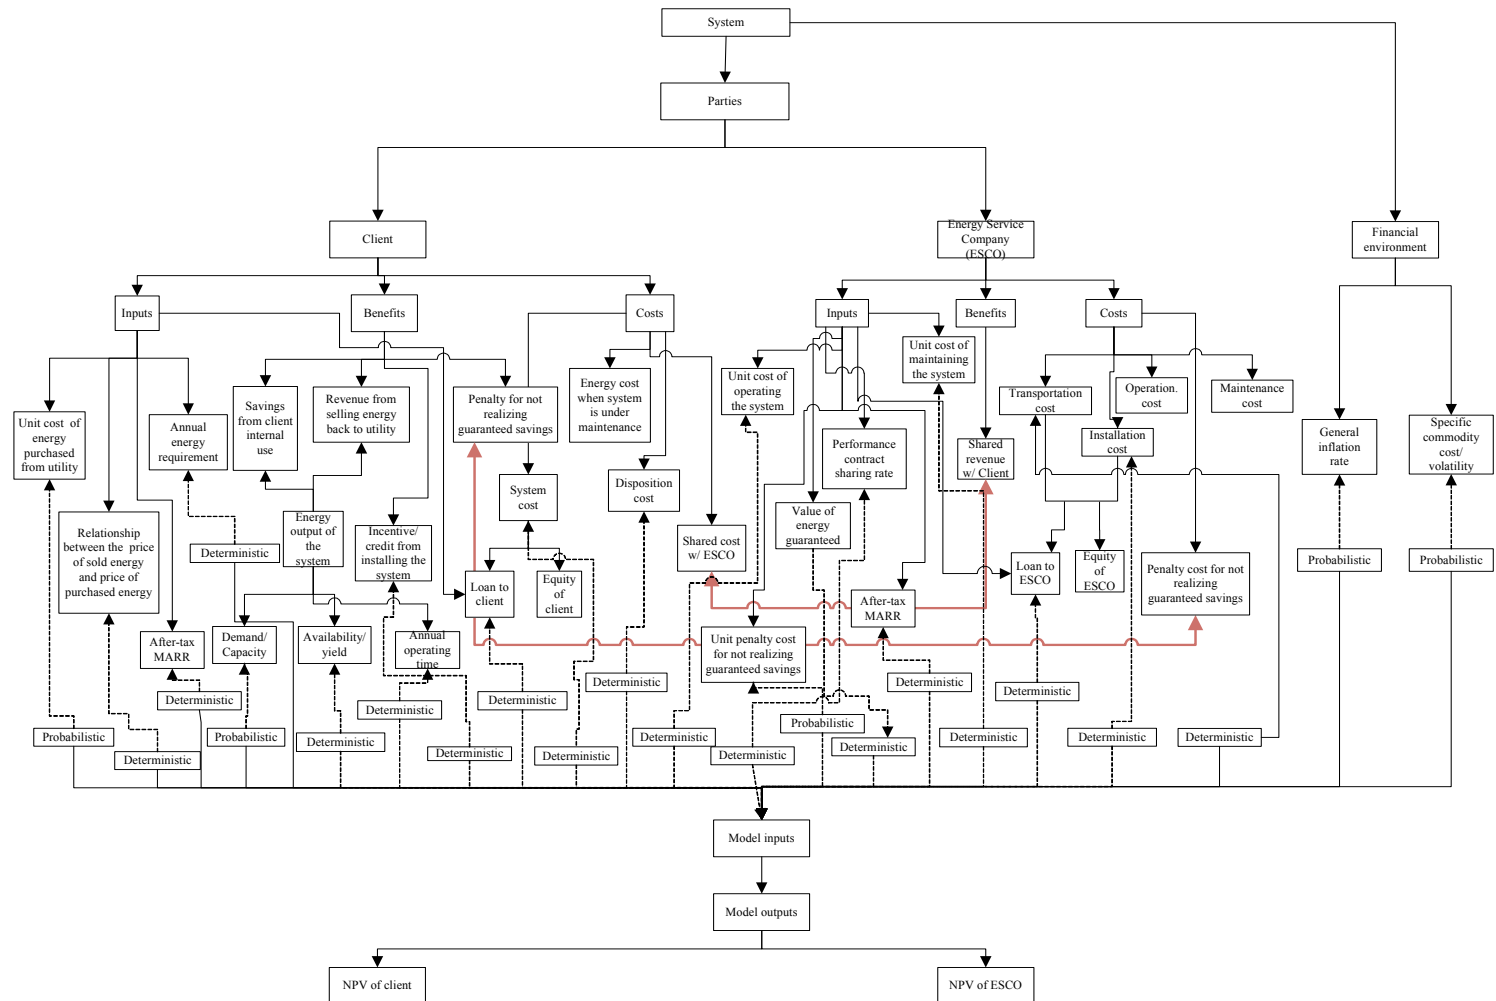 System
Parties
Client
Energy Service
Company
(ESCO)
Financial
environment
Inputs
Benefits
Costs
Inputs
Benefits
Costs
Unit cost of
energy
purchased
from utility
Annual
energy
requirement
Savings
from client
internal
use
Revenue from
selling energy
back to utility
Penalty for not
realizing
guaranteed savings
Energy cost
when system
is under
maintenance
Unit cost of
operating
the system
Unit cost of
maintaining
the system
Transportation
cost
Operation.
cost
Maintenance
cost
Performance
contract
sharing rate
Shared
revenue
w/ Client
Installation
cost
General
inflation
rate
Specific
commodity
cost/
volatility
System
cost
Disposition
cost
Relationship
between the price
of sold energy
and price of
purchased energy
Deterministic
Energy
output of
the
system
Incentive/
credit from
installing the
system
Shared cost
w/ ESCO
Value of
energy
guaranteed
Loan to
client
Equity
of
client
Loan to
ESCO
Equity
of
ESCO
Penalty cost for not
realizing
guaranteed savings
Probabilistic
Probabilistic
After-tax
MARR
Demand/
Capacity
Availability/
yield
Annual
operating
time
After-tax
MARR
Unit penalty cost
for not realizing
guaranteed savings
Deterministic
Deterministic
Deterministic
Deterministic
Deterministic
Deterministic
Probabilistic
Probabilistic
Deterministic
Deterministic
Probabilistic
Deterministic
Deterministic
Deterministic
Deterministic
Deterministic
Deterministic
Deterministic
Deterministic
Deterministic
Model inputs
Model outputs
NPV of client
NPV of ESCO